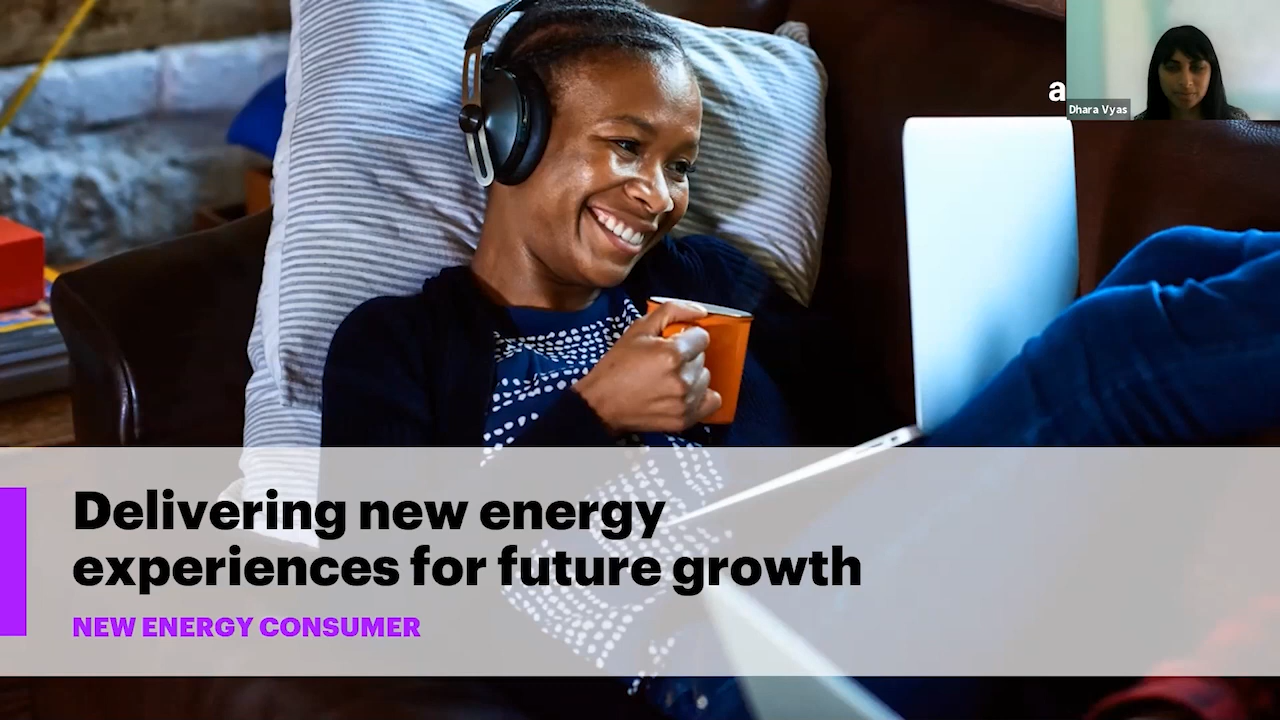 a
Dhara Vyas
Delivering new energy
experiences for future growth
NEW ENERGY CONSUMER